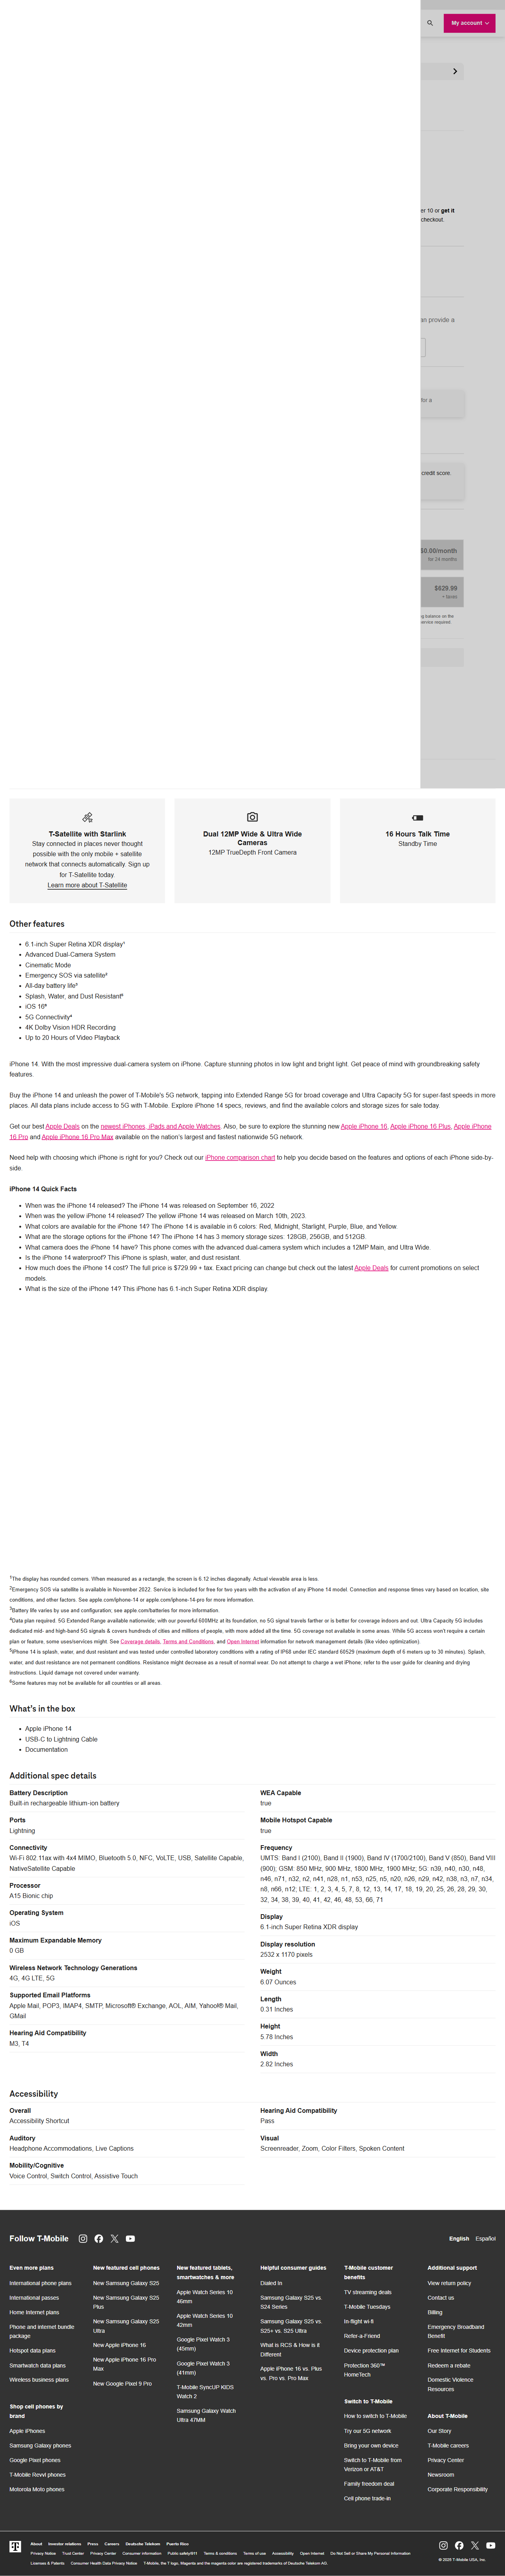 My account
er 10 or get it
checkout.
an provide a
for a
credit score.
$0.00/month
for 24 months
$629.99
+ taxes
g balance on the
service required.
T-Satellite with Starlink
Stay connected in places never thought
possible with the only mobile + satellite
network that connects automatically. Sign up
for T-Satellite today.
Learn more about T-Satellite
Dual 12MP Wide & Ultra Wide
Cameras
12MP TrueDepth Front Camera
16 Hours Talk Time
Standby Time
Other features
6.1-inch Super Retina XDR display¹
Advanced Dual-Camera System
Cinematic Mode
Emergency SOS via satellite²
All-day battery life³
Splash, Water, and Dust Resistant⁵
iOS 16⁶
5G Connectivity⁴
4K Dolby Vision HDR Recording
Up to 20 Hours of Video Playback
iPhone 14. With the most impressive dual-camera system on iPhone. Capture stunning photos in low light and bright light. Get peace of mind with groundbreaking safety
features.
Buy the iPhone 14 and unleash the power of T-Mobile's 5G network, tapping into Extended Range 5G for broad coverage and Ultra Capacity 5G for super-fast speeds in more
places. All data plans include access to 5G with T-Mobile. Explore iPhone 14 specs, reviews, and find the available colors and storage sizes for sale today.
Get our best Apple Deals on the newest iPhones, iPads and Apple Watches. Also, be sure to explore the stunning new Apple iPhone 16, Apple iPhone 16 Plus, Apple iPhone
16 Pro and Apple iPhone 16 Pro Max available on the nation's largest and fastest nationwide 5G network.
Need help with choosing which iPhone is right for you? Check out our iPhone comparison chart to help you decide based on the features and options of each iPhone side-by-
side.
iPhone 14 Quick Facts
When was the iPhone 14 released? The iPhone 14 was released on September 16, 2022
When was the yellow iPhone 14 released? The yellow iPhone 14 was released on March 10th, 2023.
What colors are available for the iPhone 14? The iPhone 14 is available in 6 colors: Red, Midnight, Starlight, Purple, Blue, and Yellow.
What are the storage options for the iPhone 14? The iPhone 14 has 3 memory storage sizes: 128GB, 256GB, and 512GB.
What camera does the iPhone 14 have? This phone comes with the advanced dual-camera system which includes a 12MP Main, and Ultra Wide.
Is the iPhone 14 waterproof? This iPhone is splash, water, and dust resistant.
How much does the iPhone 14 cost? The full price is $729.99 + tax. Exact pricing can change but check out the latest Apple Deals for current promotions on select
models.
What is the size of the iPhone 14? This iPhone has 6.1-inch Super Retina XDR display.
¹The display has rounded corners. When measured as a rectangle, the screen is 6.12 inches diagonally. Actual viewable area is less.
²Emergency SOS via satellite is available in November 2022. Service is included for free for two years with the activation of any iPhone 14 model. Connection and response times vary based on location, site
conditions, and other factors. See apple.com/iphone-14 or apple.com/iphone-14-pro for more information.
³Battery life varies by use and configuration; see apple.com/batteries for more information.
⁴Data plan required. 5G Extended Range available nationwide; with our powerful 600MHz at its foundation, no 5G signal travels farther or is better for coverage indoors and out. Ultra Capacity 5G includes
dedicated mid- and high-band 5G signals & covers hundreds of cities and millions of people, with more added all the time. 5G coverage not available in some areas. While 5G access won't require a certain
plan or feature, some uses/services might. See Coverage details, Terms and Conditions, and Open Internet information for network management details (like video optimization).
⁵iPhone 14 is splash, water, and dust resistant and was tested under controlled laboratory conditions with a rating of IP68 under IEC standard 60529 (maximum depth of 6 meters up to 30 minutes). Splash,
water, and dust resistance are not permanent conditions. Resistance might decrease as a result of normal wear. Do not attempt to charge a wet iPhone; refer to the user guide for cleaning and drying
instructions. Liquid damage not covered under warranty.
⁶Some features may not be available for all countries or all areas.
What's in the box
Apple iPhone 14
USB-C to Lightning Cable
Documentation
Additional spec details
Battery Description
Built-in rechargeable lithium-ion battery
Ports
Lightning
Connectivity
Wi-Fi 802.11ax with 4x4 MIMO, Bluetooth 5.0, NFC, VoLTE, USB, Satellite Capable,
NativeSatellite Capable
Processor
A15 Bionic chip
Operating System
iOS
Maximum Expandable Memory
0 GB
Wireless Network Technology Generations
4G, 4G LTE, 5G
Supported Email Platforms
Apple Mail, POP3, IMAP4, SMTP, Microsoft® Exchange, AOL, AIM, Yahoo!® Mail,
GMail
Hearing Aid Compatibility
M3, T4
WEA Capable
true
Mobile Hotspot Capable
true
Frequency
UMTS: Band I (2100), Band II (1900), Band IV (1700/2100), Band V (850), Band VIII
(900); GSM: 850 MHz, 900 MHz, 1800 MHz, 1900 MHz; 5G: n39, n40, n30, n48,
n46, n71, n32, n2, n41, n28, n1, n53, n25, n5, n20, n26, n29, n42, n38, n3, n7, n34,
n8, n66, n12; LTE: 1, 2, 3, 4, 5, 7, 8, 12, 13, 14, 17, 18, 19, 20, 25, 26, 28, 29, 30,
32, 34, 38, 39, 40, 41, 42, 46, 48, 53, 66, 71
Display
6.1-inch Super Retina XDR display
Display resolution
2532 x 1170 pixels
Weight
6.07 Ounces
Length
0.31 Inches
Height
5.78 Inches
Width
2.82 Inches
Accessibility
Overall
Accessibility Shortcut
Auditory
Headphone Accommodations, Live Captions
Mobility/Cognitive
Voice Control, Switch Control, Assistive Touch
Hearing Aid Compatibility
Pass
Visual
Screenreader, Zoom, Color Filters, Spoken Content
Follow T-Mobile
English Español
Even more plans
International phone plans
International passes
Home Internet plans
Phone and internet bundle
package
Hotspot data plans
Smartwatch data plans
Wireless business plans
Shop cell phones by
brand
Apple iPhones
Samsung Galaxy phones
Google Pixel phones
T-Mobile Revvl phones
Motorola Moto phones
New featured cell phones
New Samsung Galaxy S25
New Samsung Galaxy S25
Plus
New Samsung Galaxy S25
Ultra
New Apple iPhone 16
New Apple iPhone 16 Pro
Max
New Google Pixel 9 Pro
New featured tablets,
smartwatches & more
Apple Watch Series 10
46mm
Apple Watch Series 10
42mm
Google Pixel Watch 3
(45mm)
Google Pixel Watch 3
(41mm)
T-Mobile SyncUP KIDS
Watch 2
Samsung Galaxy Watch
Ultra 47MM
Helpful consumer guides
Dialed In
Samsung Galaxy S25 vs.
S24 Series
Samsung Galaxy S25 vs.
S25+ vs. S25 Ultra
What is RCS & How is it
Different
Apple iPhone 16 vs. Plus
vs. Pro vs. Pro Max
T-Mobile customer
benefits
TV streaming deals
T-Mobile Tuesdays
In-flight wi-fi
Refer-a-Friend
Device protection plan
Protection 360™
HomeTech
Switch to T-Mobile
How to switch to T-Mobile
Try our 5G network
Bring your own device
Switch to T-Mobile from
Verizon or AT&T
Family freedom deal
Cell phone trade-in
Additional support
View return policy
Contact us
Billing
Emergency Broadband
Benefit
Free Internet for Students
Redeem a rebate
Domestic Violence
Resources
About T-Mobile
Our Story
T-Mobile careers
Privacy Center
Newsroom
Corporate Responsibility
About Investor relations Press Careers Deutsche Telekom Puerto Rico
Privacy Notice Trust Center Privacy Center Consumer information Public safety/911 Terms & conditions Terms of use Accessibility Open Internet Do Not Sell or Share My Personal Information
Licenses & Patents Consumer Health Data Privacy Notice T-Mobile, the T logo, Magenta and the magenta color are registered trademarks of Deutsche Telekom AG.
© 2025 T-Mobile USA, Inc.